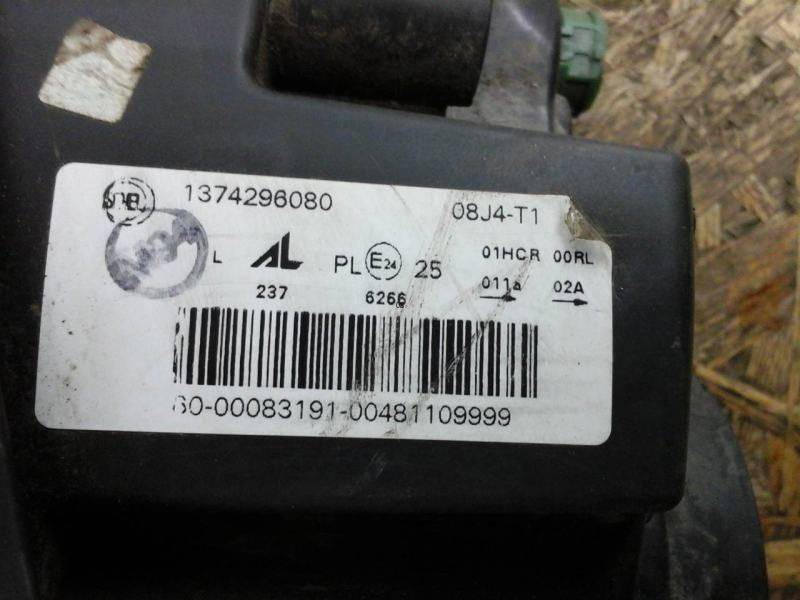 1374296080 08J4-T1
L AL PL E24 25 01HCR 00RL
237 6266 011a 02A
60-00083191-00481109999